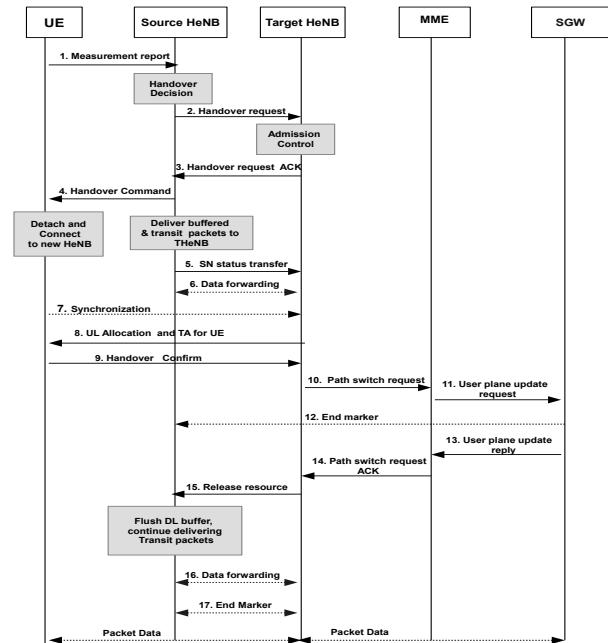 UE
Source HeNB
Target HeNB
MME
SGW
1. Measurement report
Handover
Decision
2. Handover request
Admission
Control
3. Handover request ACK
4. Handover Command
Detach and
Connect
to new HeNB
Deliver buffered
& transit packets to
THeNB
5. SN status transfer
6. Data forwarding
7. Synchronization
8. UL Allocation and TA for UE
9. Handover Confirm
10. Path switch request
11. User plane update
request
12. End marker
13. User plane update
reply
14. Path switch request
ACK
15. Release resource
Flush DL buffer,
continue delivering
Transit packets
16. Data forwarding
17. End Marker
Packet Data
Packet Data